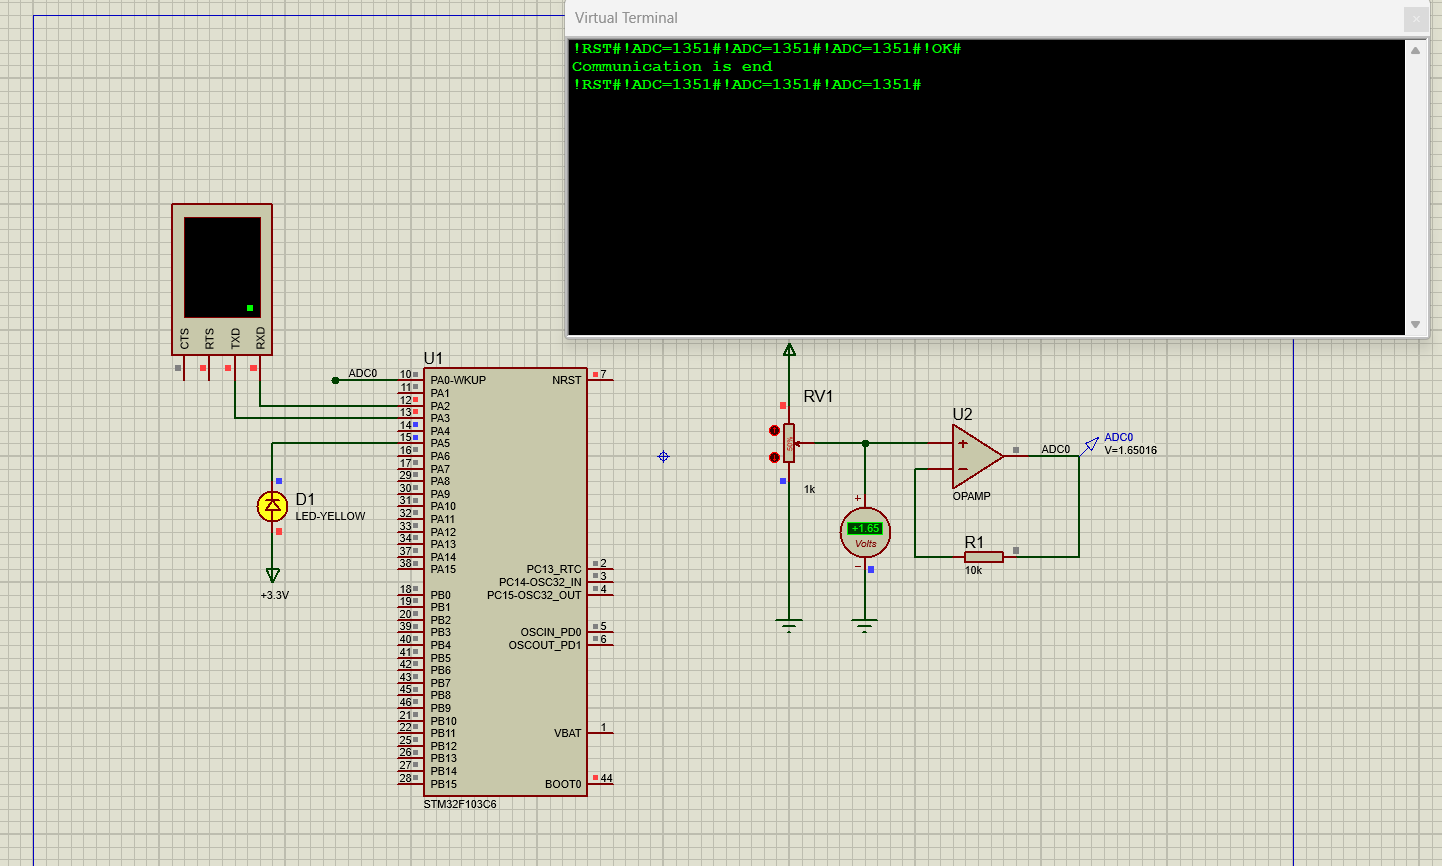 Virtual Terminal
!RST#!ADC=1351#!ADC=1351#!ADC=1351#!OK#
Communication is end
!RST#!ADC=1351#!ADC=1351#!ADC=1351#
CTS
RTS
TXD
RXD
U1
ADC0
10 PA0-WKUP
11 PA1
12 PA2
13 PA3
14 PA4
15 PA5
16 PA6
17 PA7
29 PA8
30 PA9
31 PA10
32 PA11
33 PA12
34 PA13
37 PA14
38 PA15
18 PB0
19 PB1
20 PB2
39 PB3
40 PB4
41 PB5
42 PB6
43 PB7
45 PB8
46 PB9
21 PB10
22 PB11
25 PB12
26 PB13
27 PB14
28 PB15
NRST 7
PC13_RTC 2
PC14-OSC32_IN 3
PC15-OSC32_OUT 4
OSCIN_PD0 5
OSCOUT_PD1 6
VBAT 1
BOOT0 44
STM32F103C6
D1
LED-YELLOW
+3.3V
RV1
50%
1k
+
+1.65
Volts
−
U2
+
−
OPAMP
ADC0
ADC0
V=1.65016
R1
10k